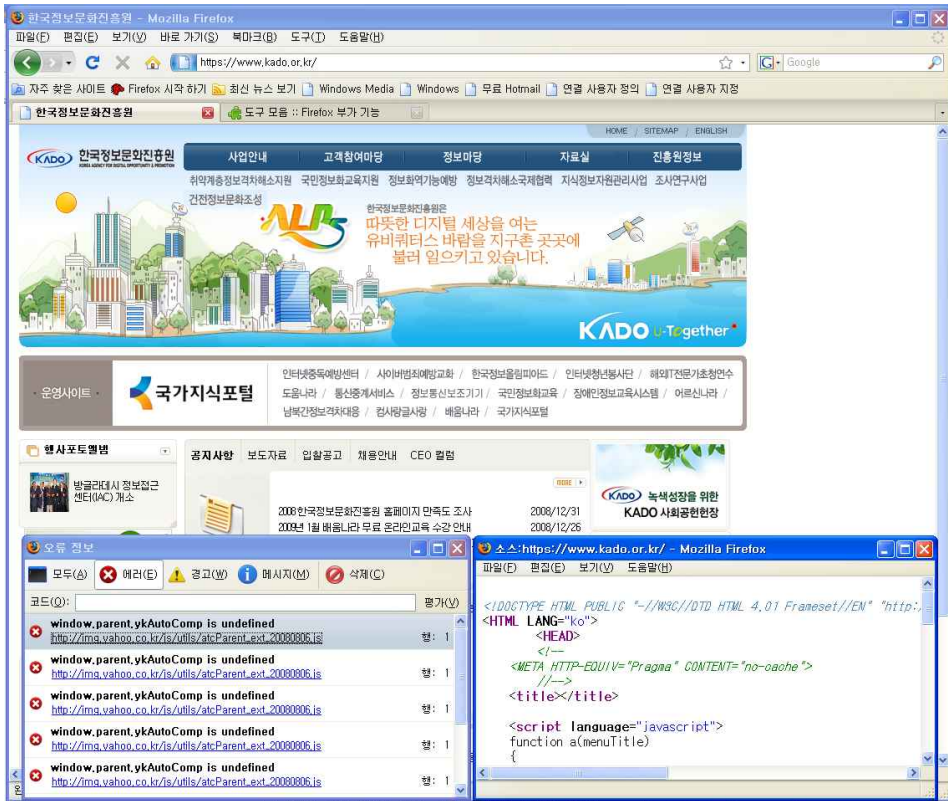 한국정보문화진흥원 - Mozilla Firefox
파일(F) 편집(E) 보기(V) 바로 가기(S) 북마크(B) 도구(T) 도움말(H)
https://www.kado.or.kr/
Google
자주 찾은 사이트 Firefox 시작하기 최신 뉴스 보기 Windows Media Windows 무료 Hotmail 연결 사용자 정의 연결 사용자 지정
한국정보문화진흥원 도구 모음 :: Firefox 부가 기능
HOME / SITEMAP / ENGLISH
KADO 한국정보문화진흥원
KOREA AGENCY FOR DIGITAL OPPORTUNITY & PROMOTION
사업안내 고객참여마당 정보마당 자료실 진흥원정보
취약계층정보격차해소지원 국민정보화교육지원 정보화역기능예방 정보격차해소국제협력 지식정보자원관리사업 조사연구사업
건전정보문화조성
한국정보문화진흥원은
따뜻한 디지털 세상을 여는
유비쿼터스 바람을 지구촌 곳곳에
불러 일으키고 있습니다.
KADO u-Together
· 운영사이트 ·
국가지식포털
인터넷중독예방센터 / 사이버범죄예방교화 / 한국정보올림피아드 / 인터넷청년봉사단 / 해외IT전문가초청연수
도움나라 / 통신중계서비스 / 정보통신보조기기 / 국민정보화교육 / 장애인정보교육시스템 / 어르신나라 /
남북간정보격차대응 / 컴사랑글사랑 / 배움나라 / 국가지식포털
행사포토앨범
방글라데시 정보접근
센터(IAC) 개소
공지사항 보도자료 입찰공고 채용안내 CEO 컬럼
more
2008 한국정보문화진흥원 홈페이지 만족도 조사 2008/12/31
2009년 1월 배움나라 무료 온라인교육 수강 안내 2008/12/26
KADO 녹색성장을 위한
KADO 사회공헌헌장
오류 정보
모두(A) 에러(E) 경고(W) 메시지(M) 삭제(C)
코드(O): 평가(V)
window.parent.ykAutoComp is undefined
http://img.yahoo.co.kr/js/utils/atcParent_ext_20080806.js 행: 1
window.parent.ykAutoComp is undefined
http://img.yahoo.co.kr/js/utils/atcParent_ext_20080806.js 행: 1
window.parent.ykAutoComp is undefined
http://img.yahoo.co.kr/js/utils/atcParent_ext_20080806.js 행: 1
window.parent.ykAutoComp is undefined
http://img.yahoo.co.kr/js/utils/atcParent_ext_20080806.js 행: 1
window.parent.ykAutoComp is undefined
http://img.yahoo.co.kr/js/utils/atcParent_ext_20080806.js 행: 1
소스:https://www.kado.or.kr/ - Mozilla Firefox
파일(F) 편집(E) 보기(V) 도움말(H)
<!DOCTYPE HTML PUBLIC "-//W3C//DTD HTML 4.01 Frameset//EN" "http:/
<HTML LANG="ko">
<HEAD>
<!--
<META HTTP-EQUIV="Pragma" CONTENT="no-cache">
//-->
<title></title>
<script language="javascript">
function a(menuTitle)
{